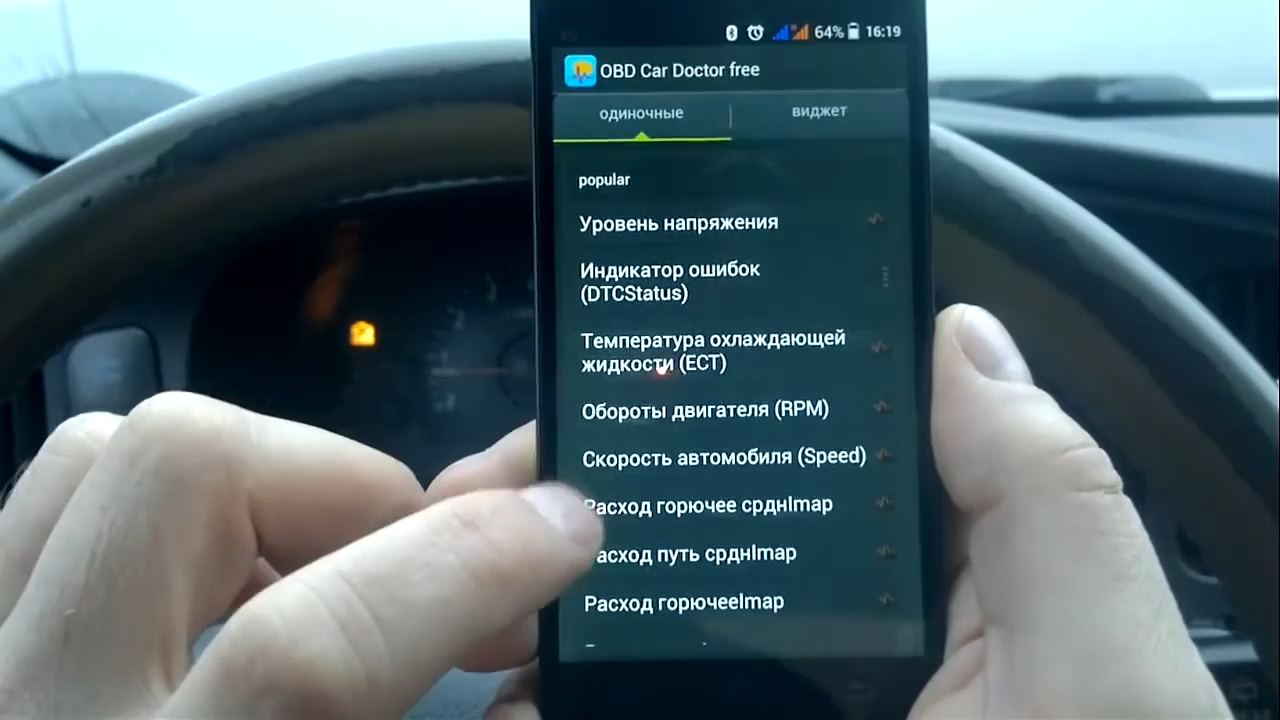 64% 16:19
OBD Car Doctor free
одиночные виджет
popular
Уровень напряжения
Индикатор ошибок
(DTCStatus)
Температура охлаждающей
жидкости (ECT)
Обороты двигателя (RPM)
Скорость автомобиля (Speed)
Расход горючее срднImap
асход путь срднImap
Расход горючееImap